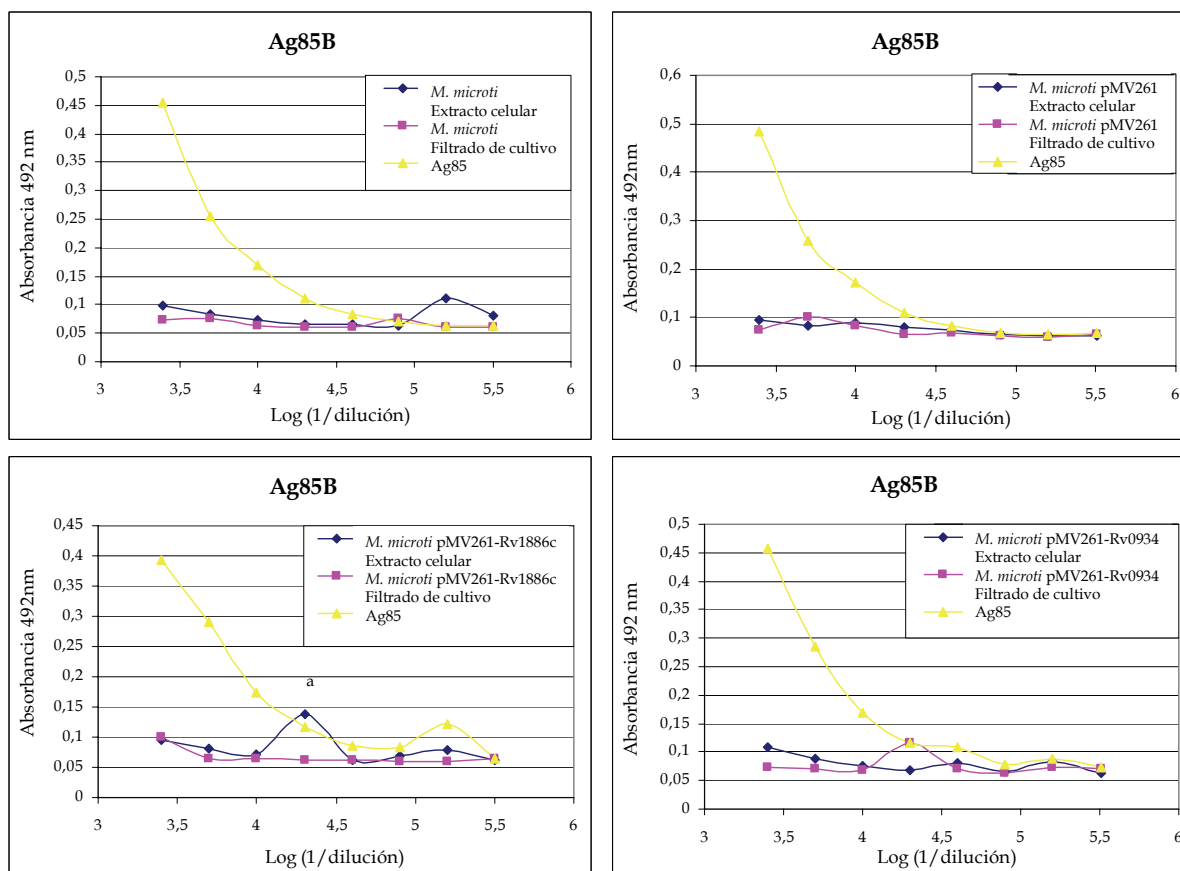 Ag85B
Absorbancia 492 nm
0,5
0,45
0,4
0,35
0,3
0,25
0,2
0,15
0,1
0,05
0
M. microti
Extracto celular
M. microti
Filtrado de cultivo
Ag85
3
3,5
4
4,5
5
5,5
6
Log (1/dilución)
Ag85B
Absorbancia 492nm
0,6
0,5
0,4
0,3
0,2
0,1
0
M. microti pMV261
Extracto celular
M. microti pMV261
Filtrado de cultivo
Ag85
3
3,5
4
4,5
5
5,5
6
Log (1/dilución)
Ag85B
Absorbancia 492nm
0,45
0,4
0,35
0,3
0,25
0,2
0,15
0,1
0,05
0
M. microti pMV261-Rv1886c
Extracto celular
M. microti pMV261-Rv1886c
Filtrado de cultivo
Ag85
a
3
3,5
4
4,5
5
5,5
6
Log (1/dilución)
Ag85B
Absorbancia 492 nm
0,5
0,45
0,4
0,35
0,3
0,25
0,2
0,15
0,1
0,05
0
M. microti pMV261-Rv0934
Extracto celular
M. microti pMV261-Rv0934
Filtrado de cultivo
Ag85
3
3,5
4
4,5
5
5,5
6
Log (1/dilución)